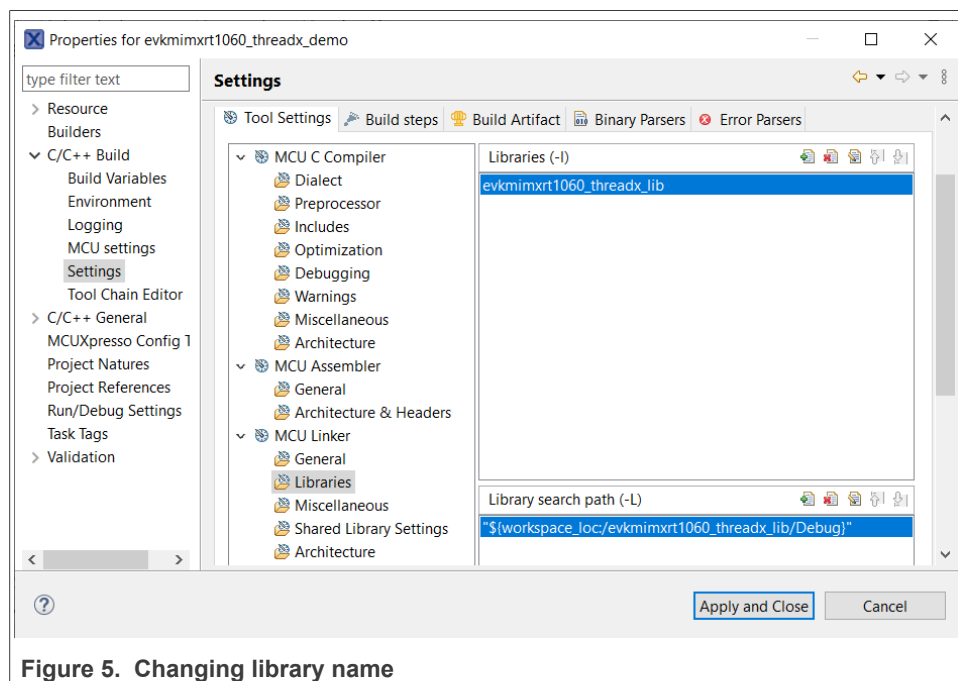 Properties for evkmimxrt1060_threadx_demo
type filter text
Settings
Resource
Builders
C/C++ Build
Build Variables
Environment
Logging
MCU settings
Settings
Tool Chain Editor
C/C++ General
MCUXpresso Config T
Project Natures
Project References
Run/Debug Settings
Task Tags
Validation
Tool Settings Build steps Build Artifact Binary Parsers Error Parsers
MCU C Compiler
Dialect
Preprocessor
Includes
Optimization
Debugging
Warnings
Miscellaneous
Architecture
MCU Assembler
General
Architecture & Headers
MCU Linker
General
Libraries
Miscellaneous
Shared Library Settings
Architecture
Libraries (-l)
evkmimxrt1060_threadx_lib
Library search path (-L)
"${workspace_loc:/evkmimxrt1060_threadx_lib/Debug}"
Apply and Close Cancel
Figure 5. Changing library name